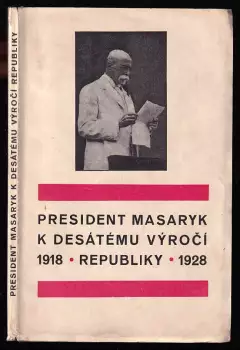 PRESIDENT MASARYK K DESÁTÉMU VÝROČÍ REPUBLIKY
PRESIDENT MASARYK
K DESÁTÉMU VÝROČÍ
1918 • REPUBLIKY • 1928